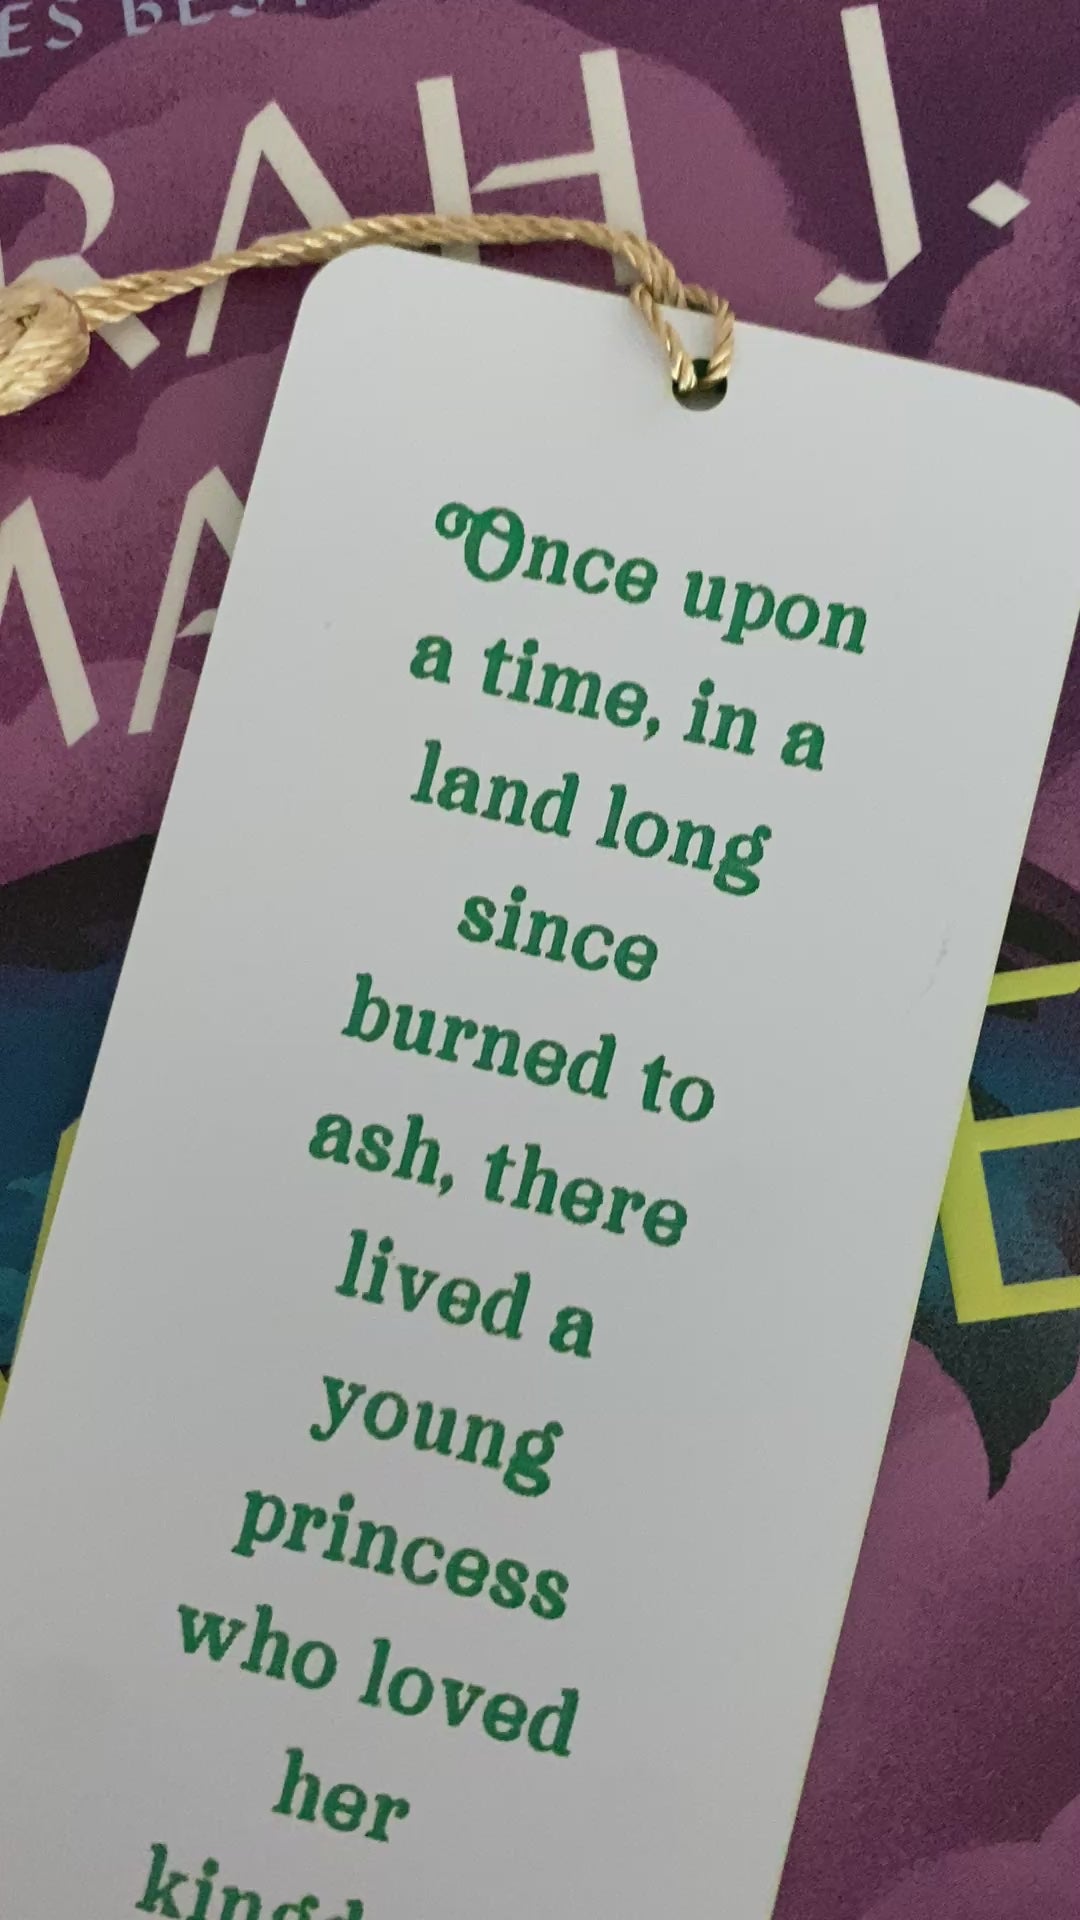 ES BEST
RAH J.
MA
Once upon
a time, in a
land long
since
burned to
ash, there
lived a
young
princess
who loved
her
kingd
E